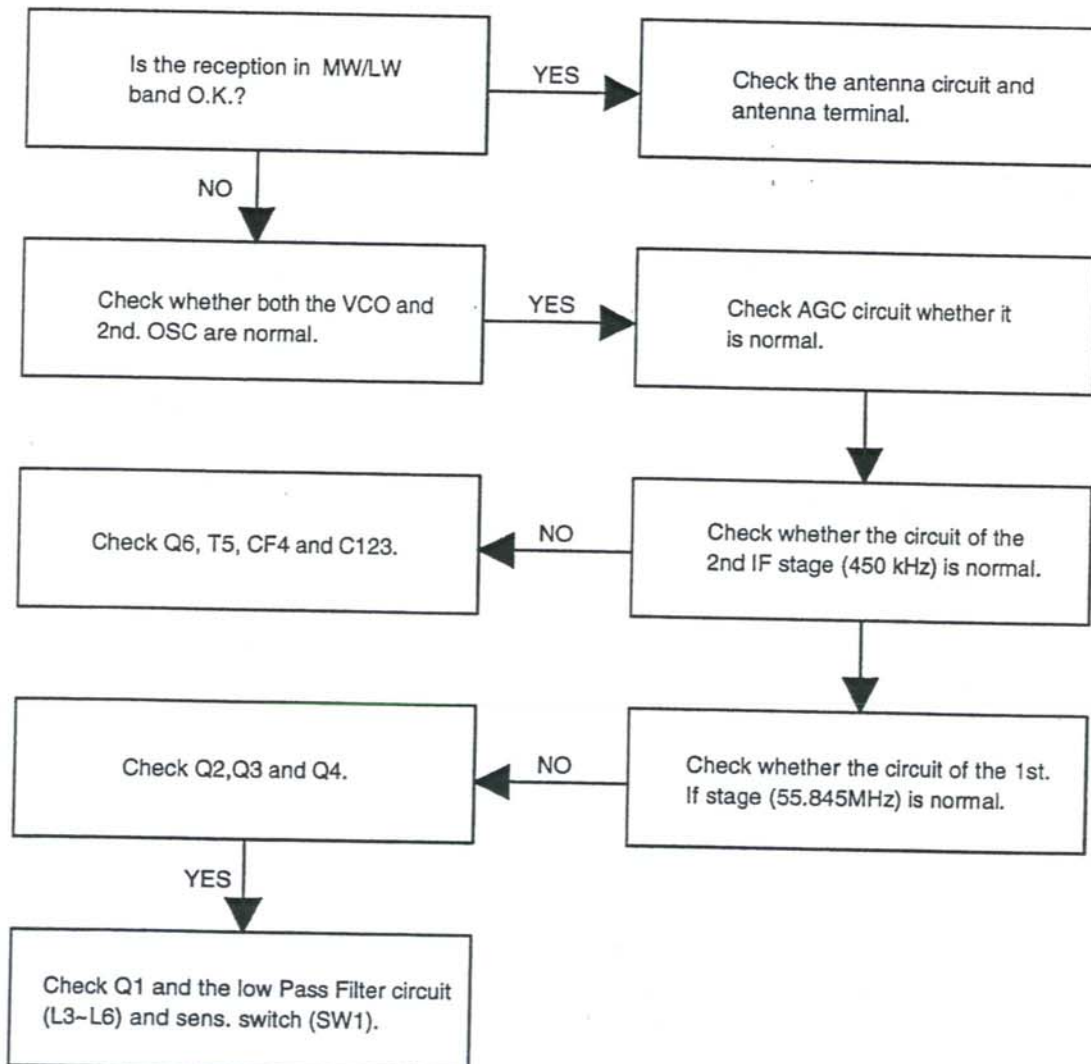 Is the reception in MW/LW
band O.K.?
YES
Check the antenna circuit and
antenna terminal.
NO
Check whether both the VCO and
2nd. OSC are normal.
YES
Check AGC circuit whether it
is normal.
Check Q6, T5, CF4 and C123.
NO
Check whether the circuit of the
2nd IF stage (450 kHz) is normal.
Check Q2,Q3 and Q4.
NO
Check whether the circuit of the 1st.
If stage (55.845MHz) is normal.
YES
Check Q1 and the low Pass Filter circuit
(L3~L6) and sens. switch (SW1).